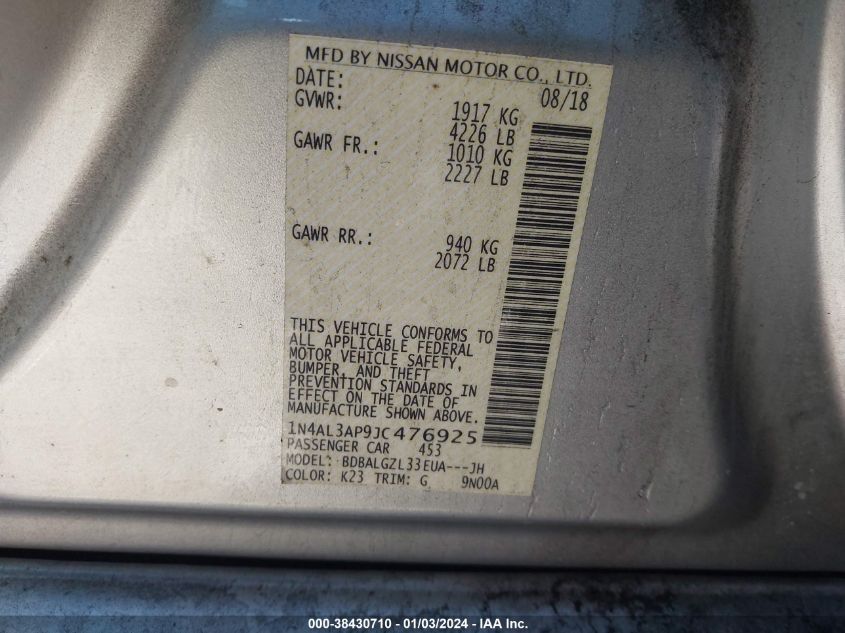 MFD BY NISSAN MOTOR CO., LTD.
DATE: 08/18
GVWR: 1917 KG
4226 LB
GAWR FR.: 1010 KG
2227 LB
GAWR RR.: 940 KG
2072 LB
THIS VEHICLE CONFORMS TO
ALL APPLICABLE FEDERAL
MOTOR VEHICLE SAFETY,
BUMPER, AND THEFT
PREVENTION STANDARDS IN
EFFECT ON THE DATE OF
MANUFACTURE SHOWN ABOVE.
1N4AL3AP9JC476925
PASSENGER CAR 453
MODEL: BDBALGZL33EUA---JH
COLOR: K23 TRIM: G 9N00A
000-38430710 - 01/03/2024 - IAA Inc.